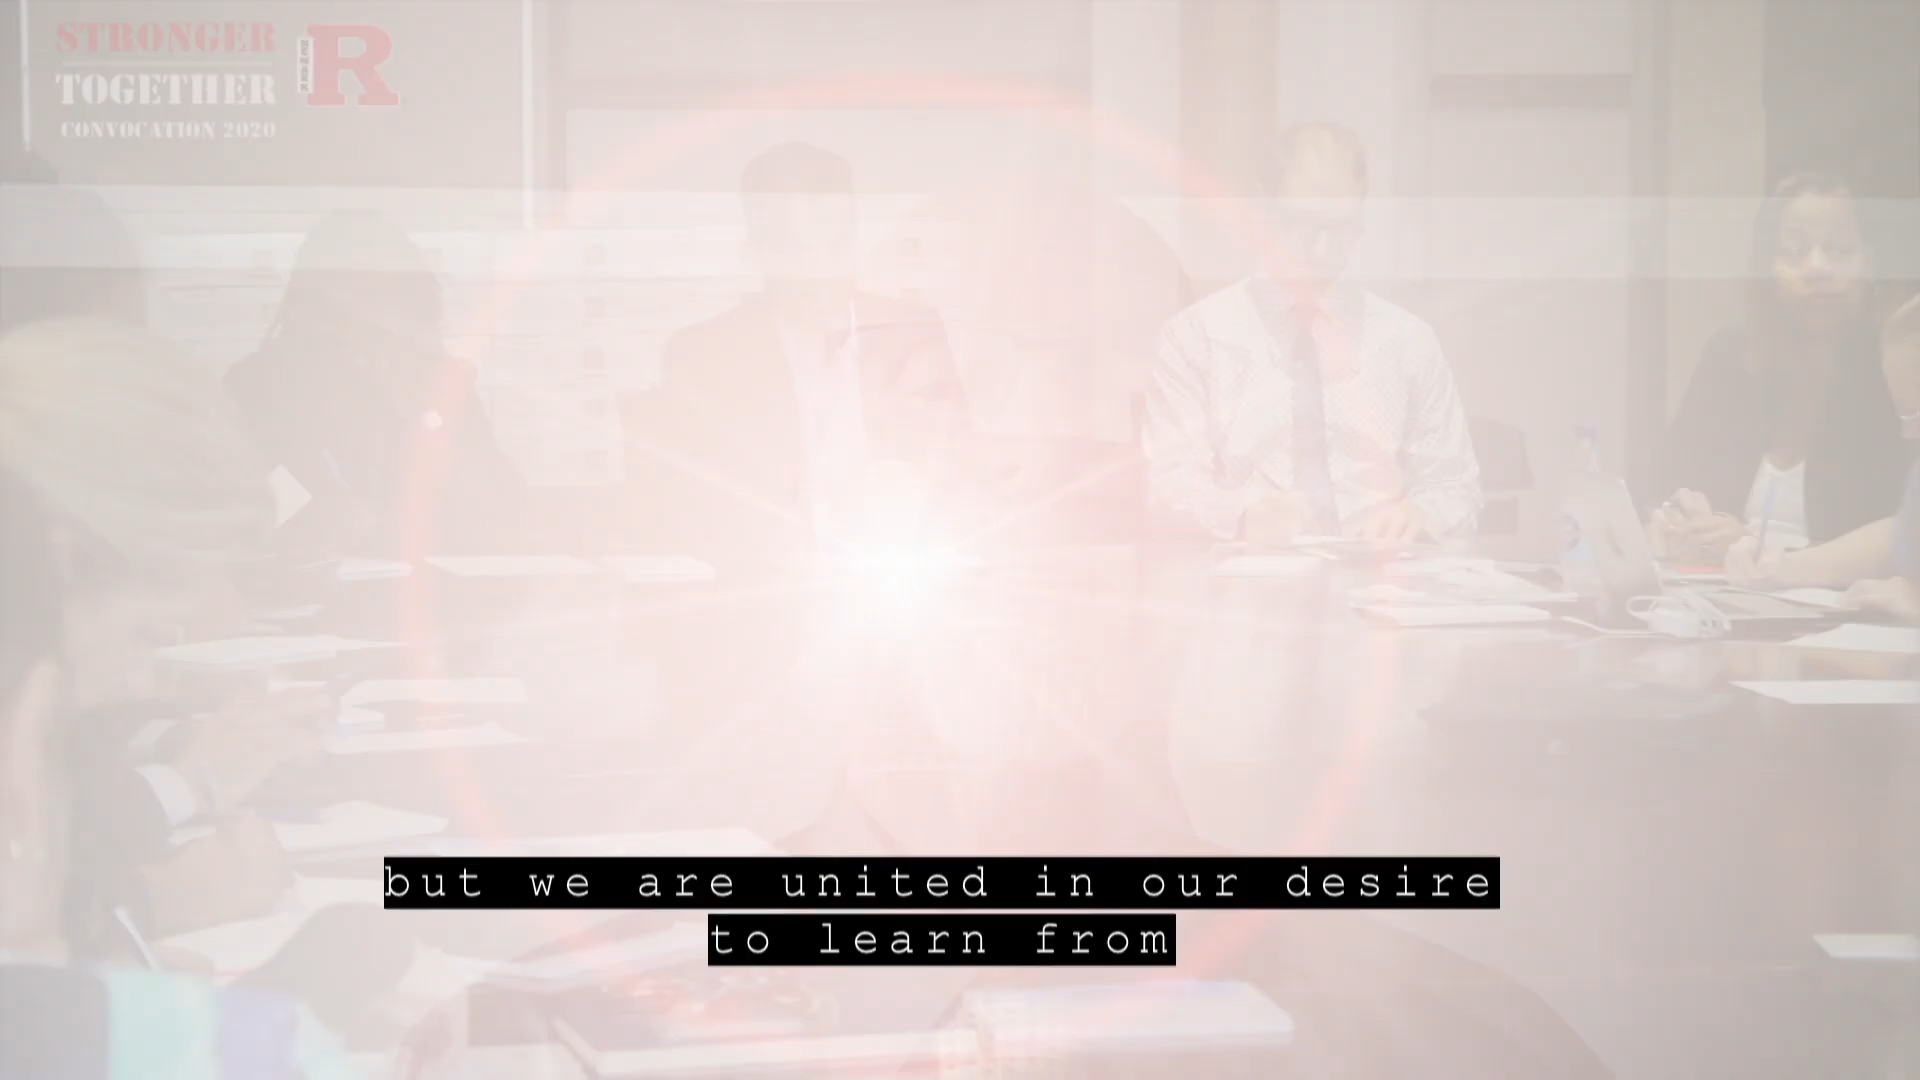 STRONGER
TOGETHER
CONVOCATION 2020
R
but we are united in our desire
to learn from